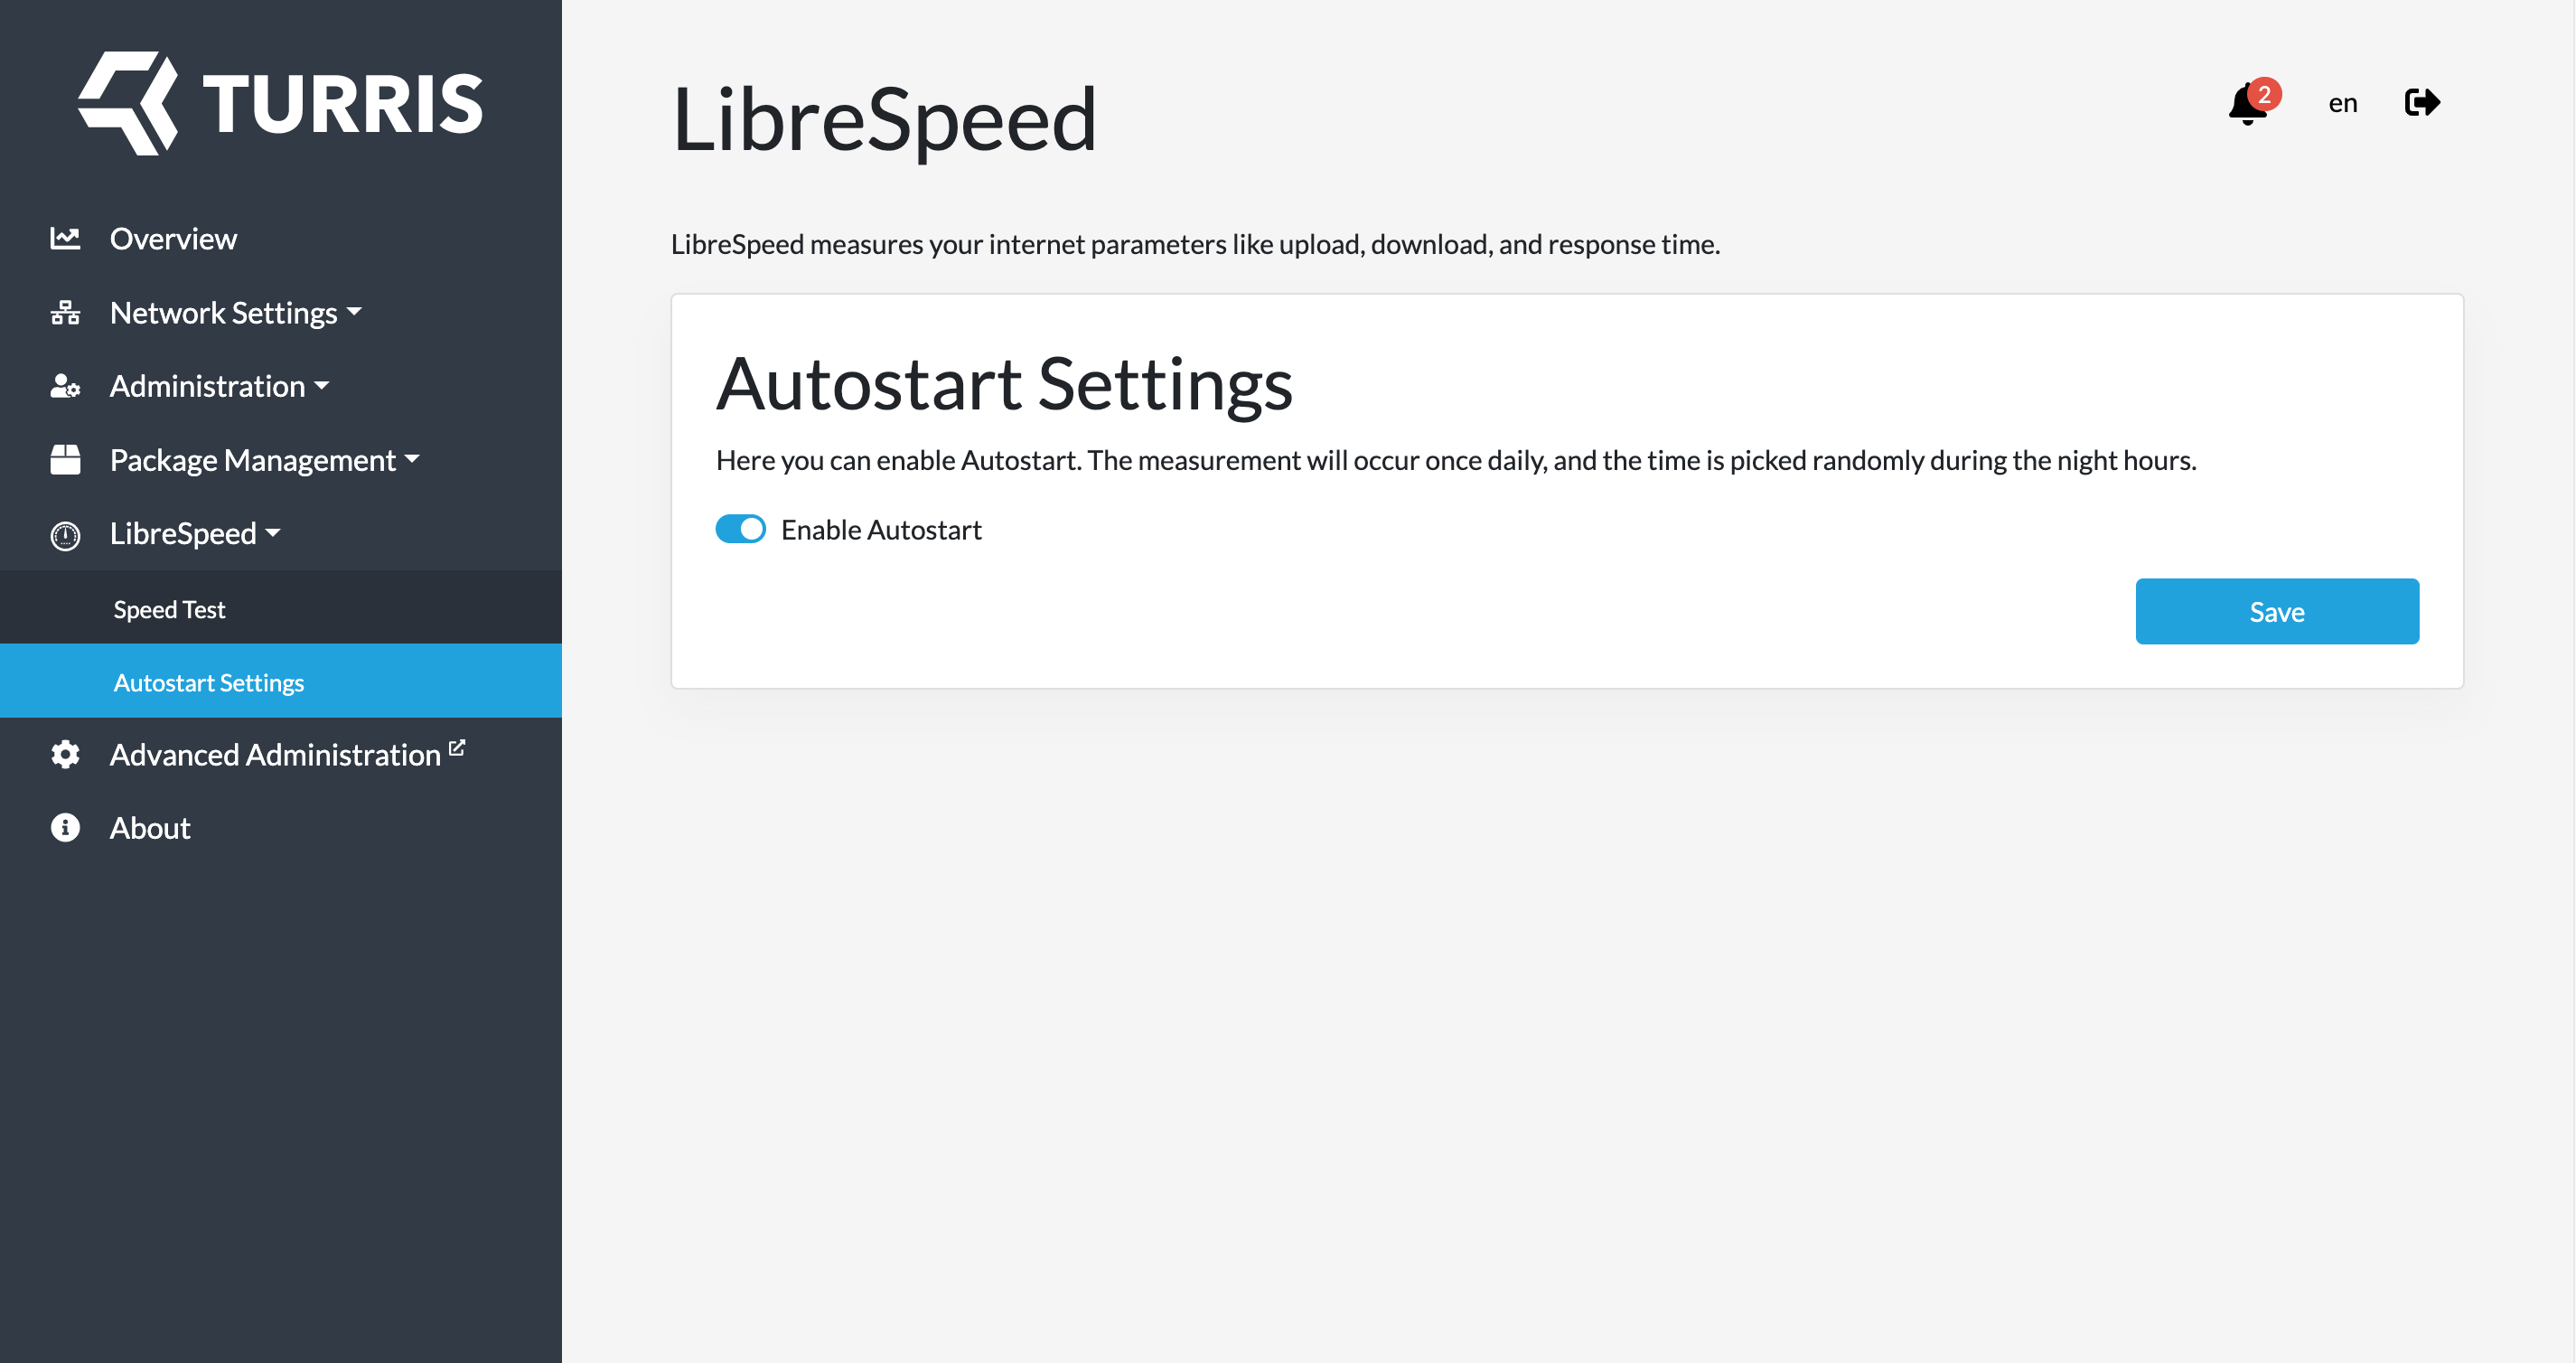 TURRIS
Overview
Network Settings
Administration
Package Management
LibreSpeed
Speed Test
Autostart Settings
Advanced Administration
About
LibreSpeed
2
en
LibreSpeed measures your internet parameters like upload, download, and response time.
Autostart Settings
Here you can enable Autostart. The measurement will occur once daily, and the time is picked randomly during the night hours.
Enable Autostart
Save